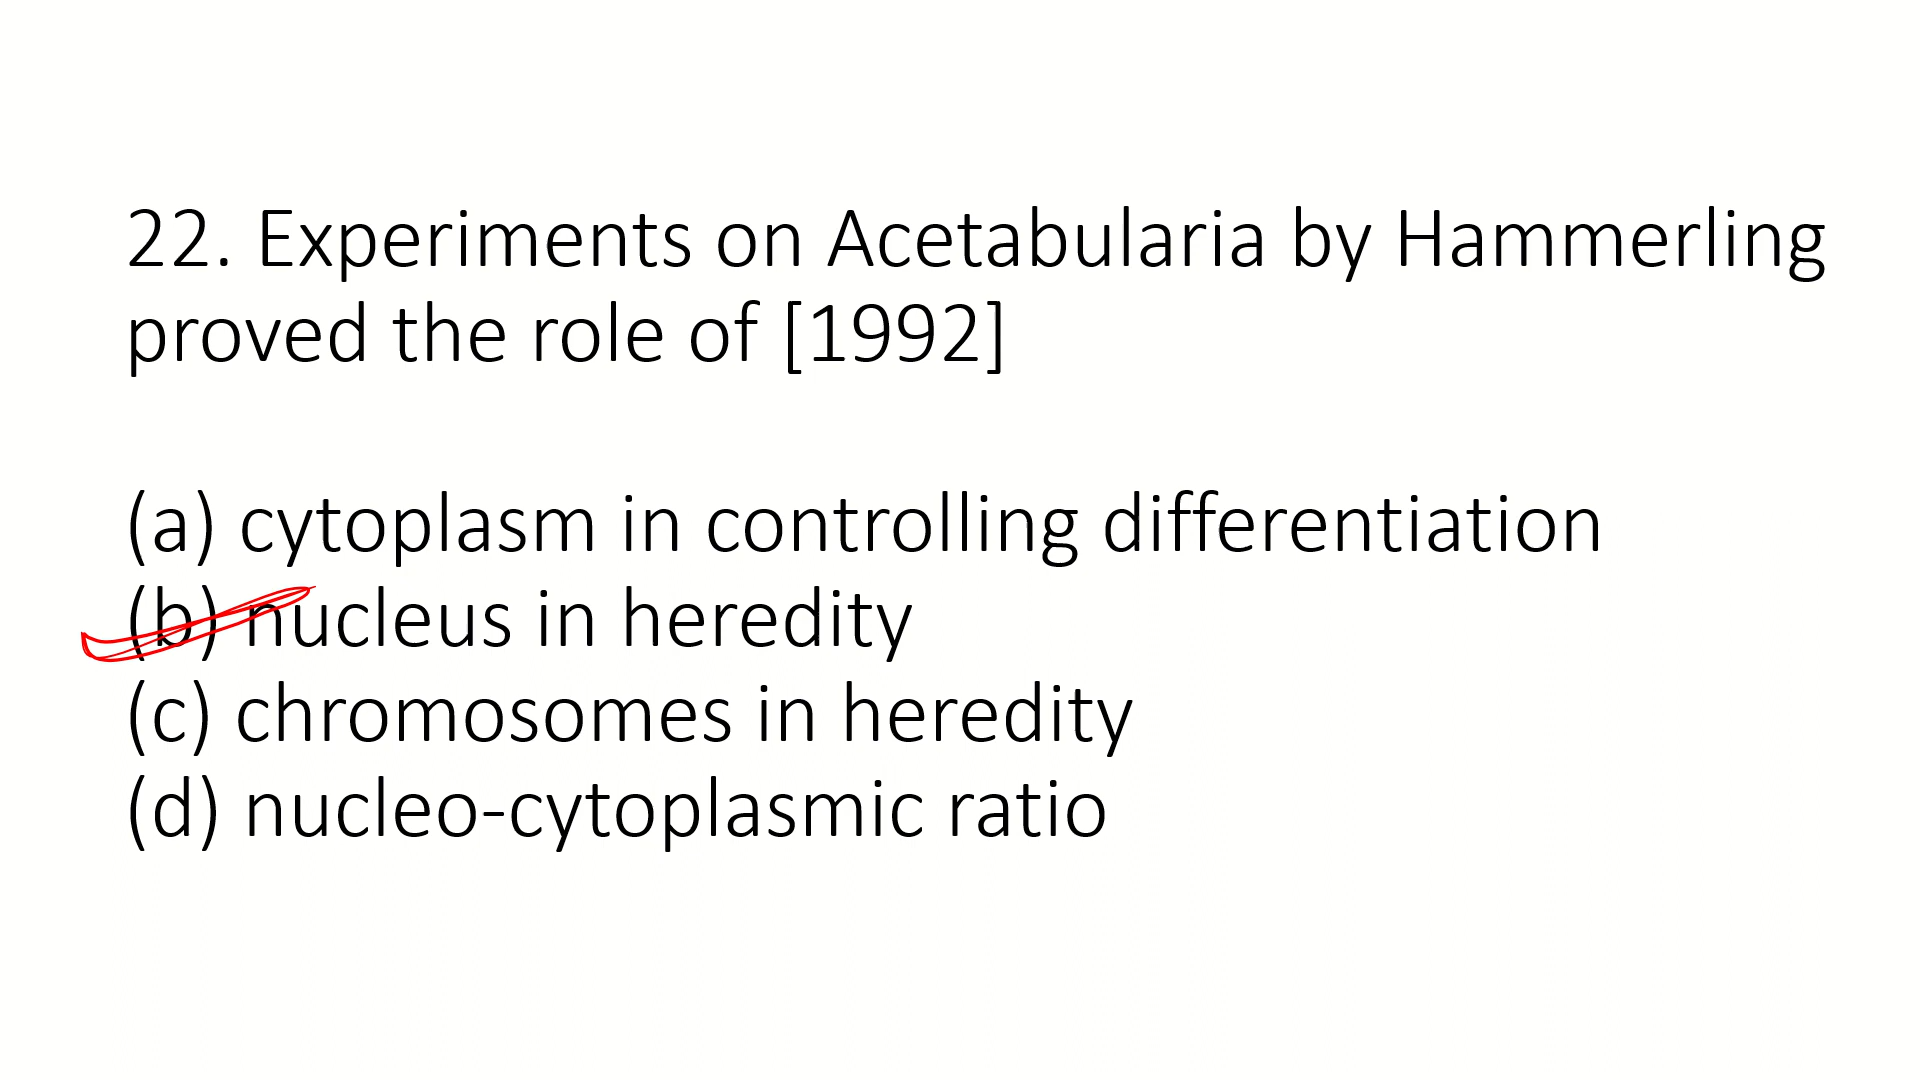 22. Experiments on Acetabularia by Hammerling
proved the role of [1992]
(a) cytoplasm in controlling differentiation
(b) nucleus in heredity
(c) chromosomes in heredity
(d) nucleo-cytoplasmic ratio